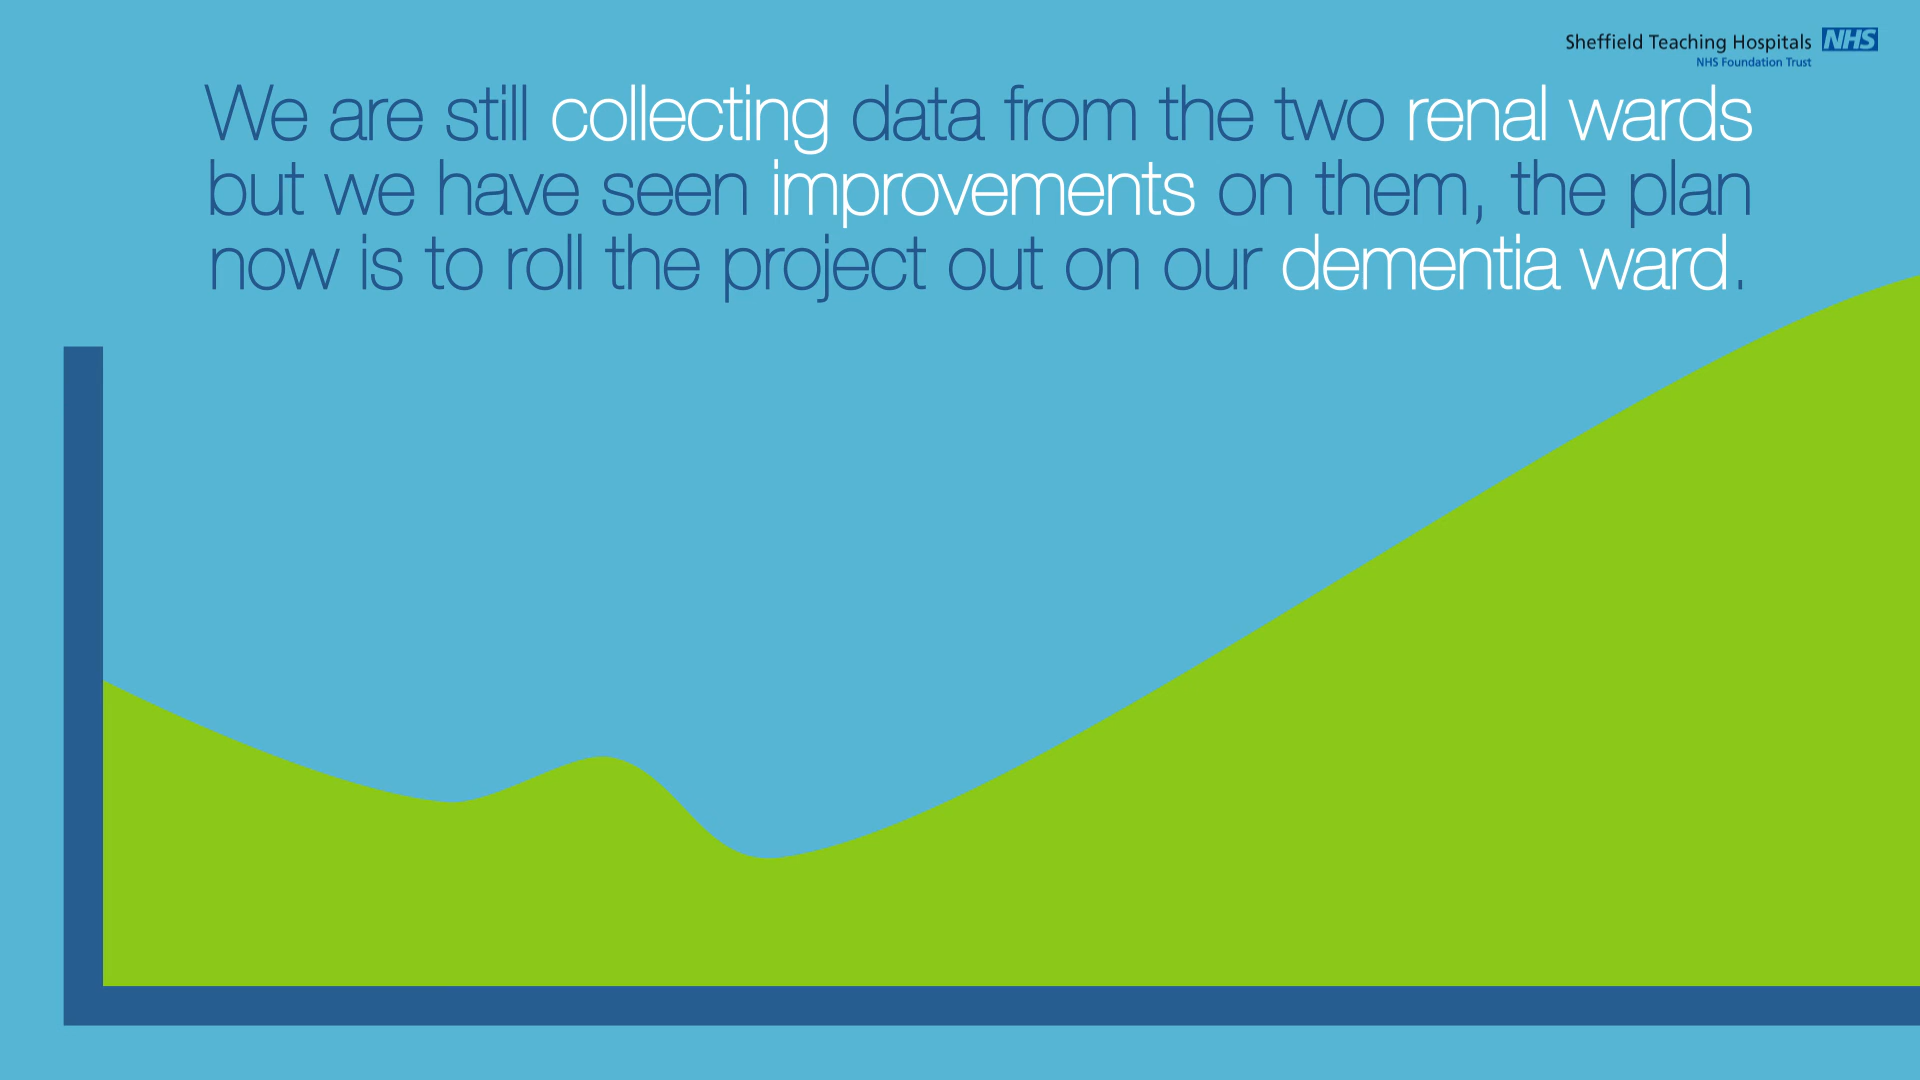 Sheffield Teaching Hospitals NHS
NHS Foundation Trust
We are still collecting data from the two renal wards
but we have seen improvements on them, the plan
now is to roll the project out on our dementia ward.